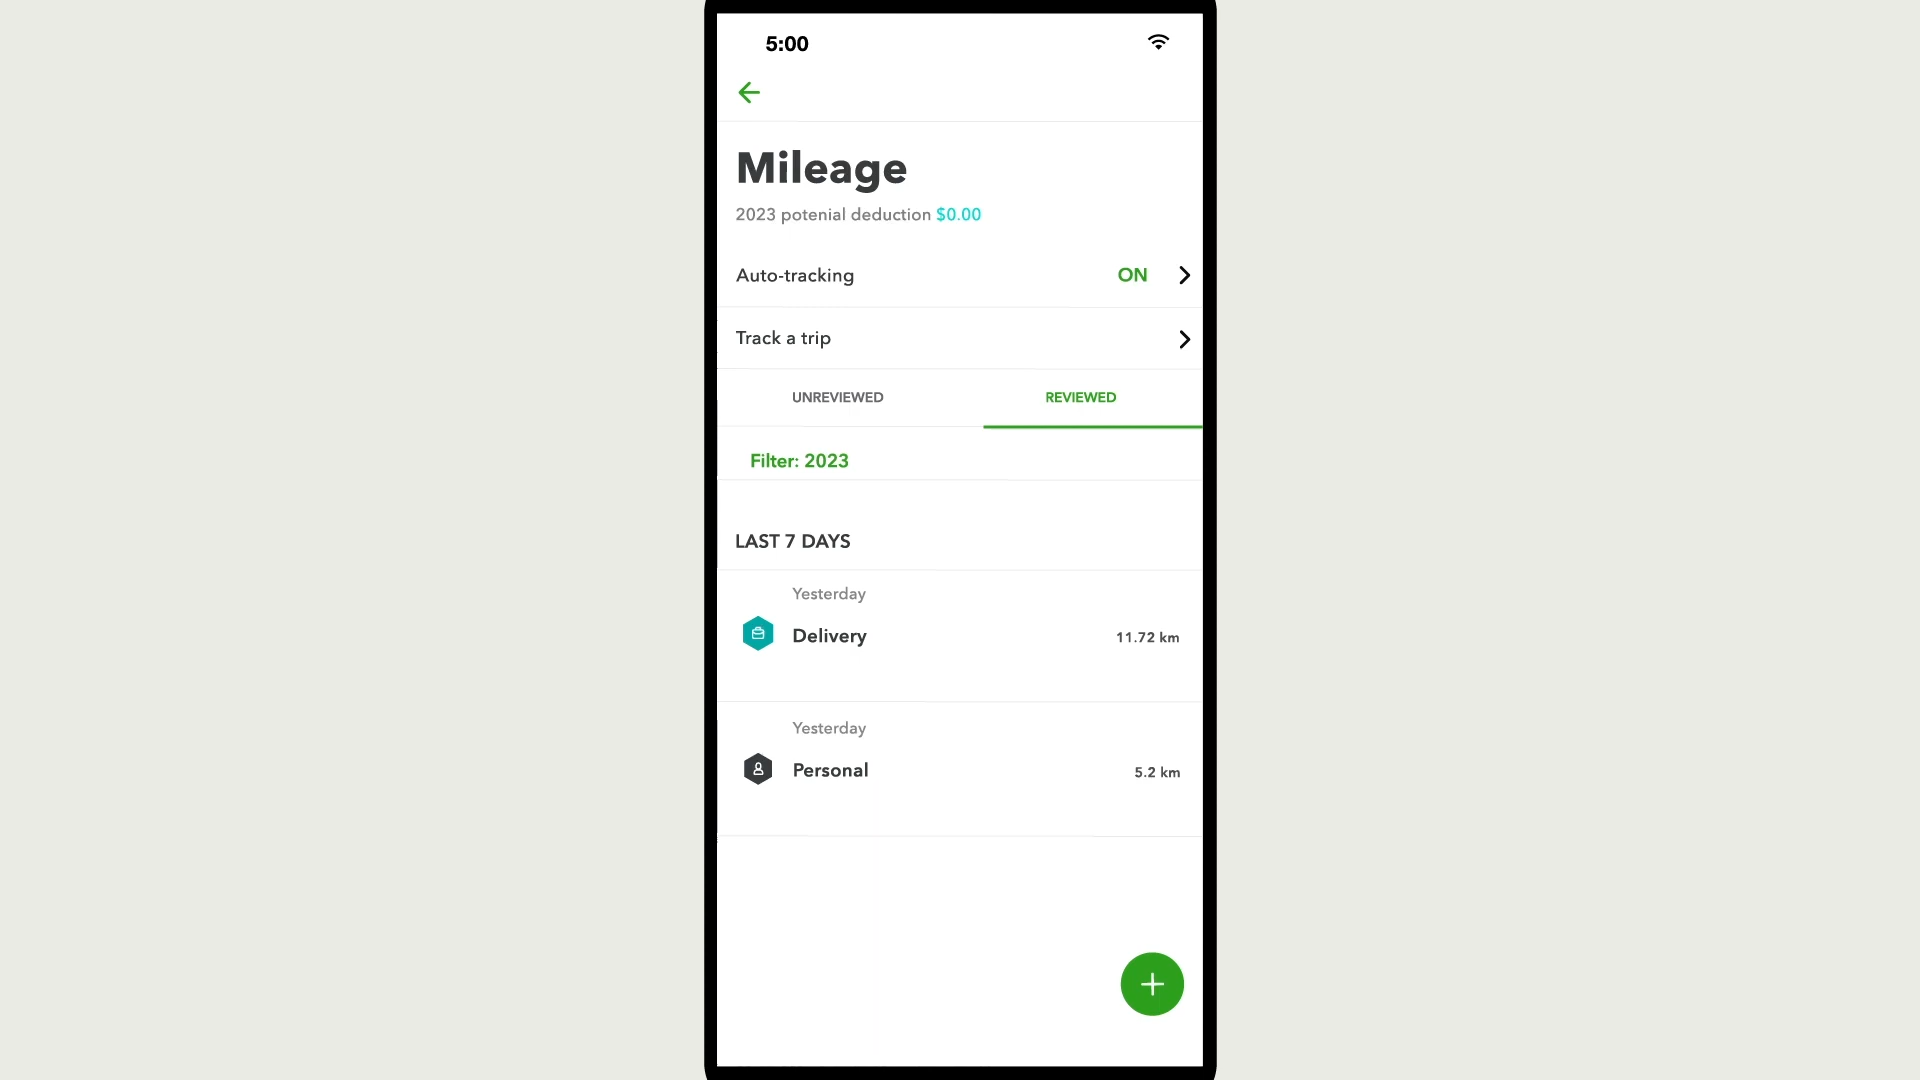 5:00
Mileage
2023 potenial deduction $0.00
Auto-tracking ON
Track a trip
UNREVIEWED REVIEWED
Filter: 2023
LAST 7 DAYS
Yesterday
Delivery 11.72 km
Yesterday
Personal 5.2 km